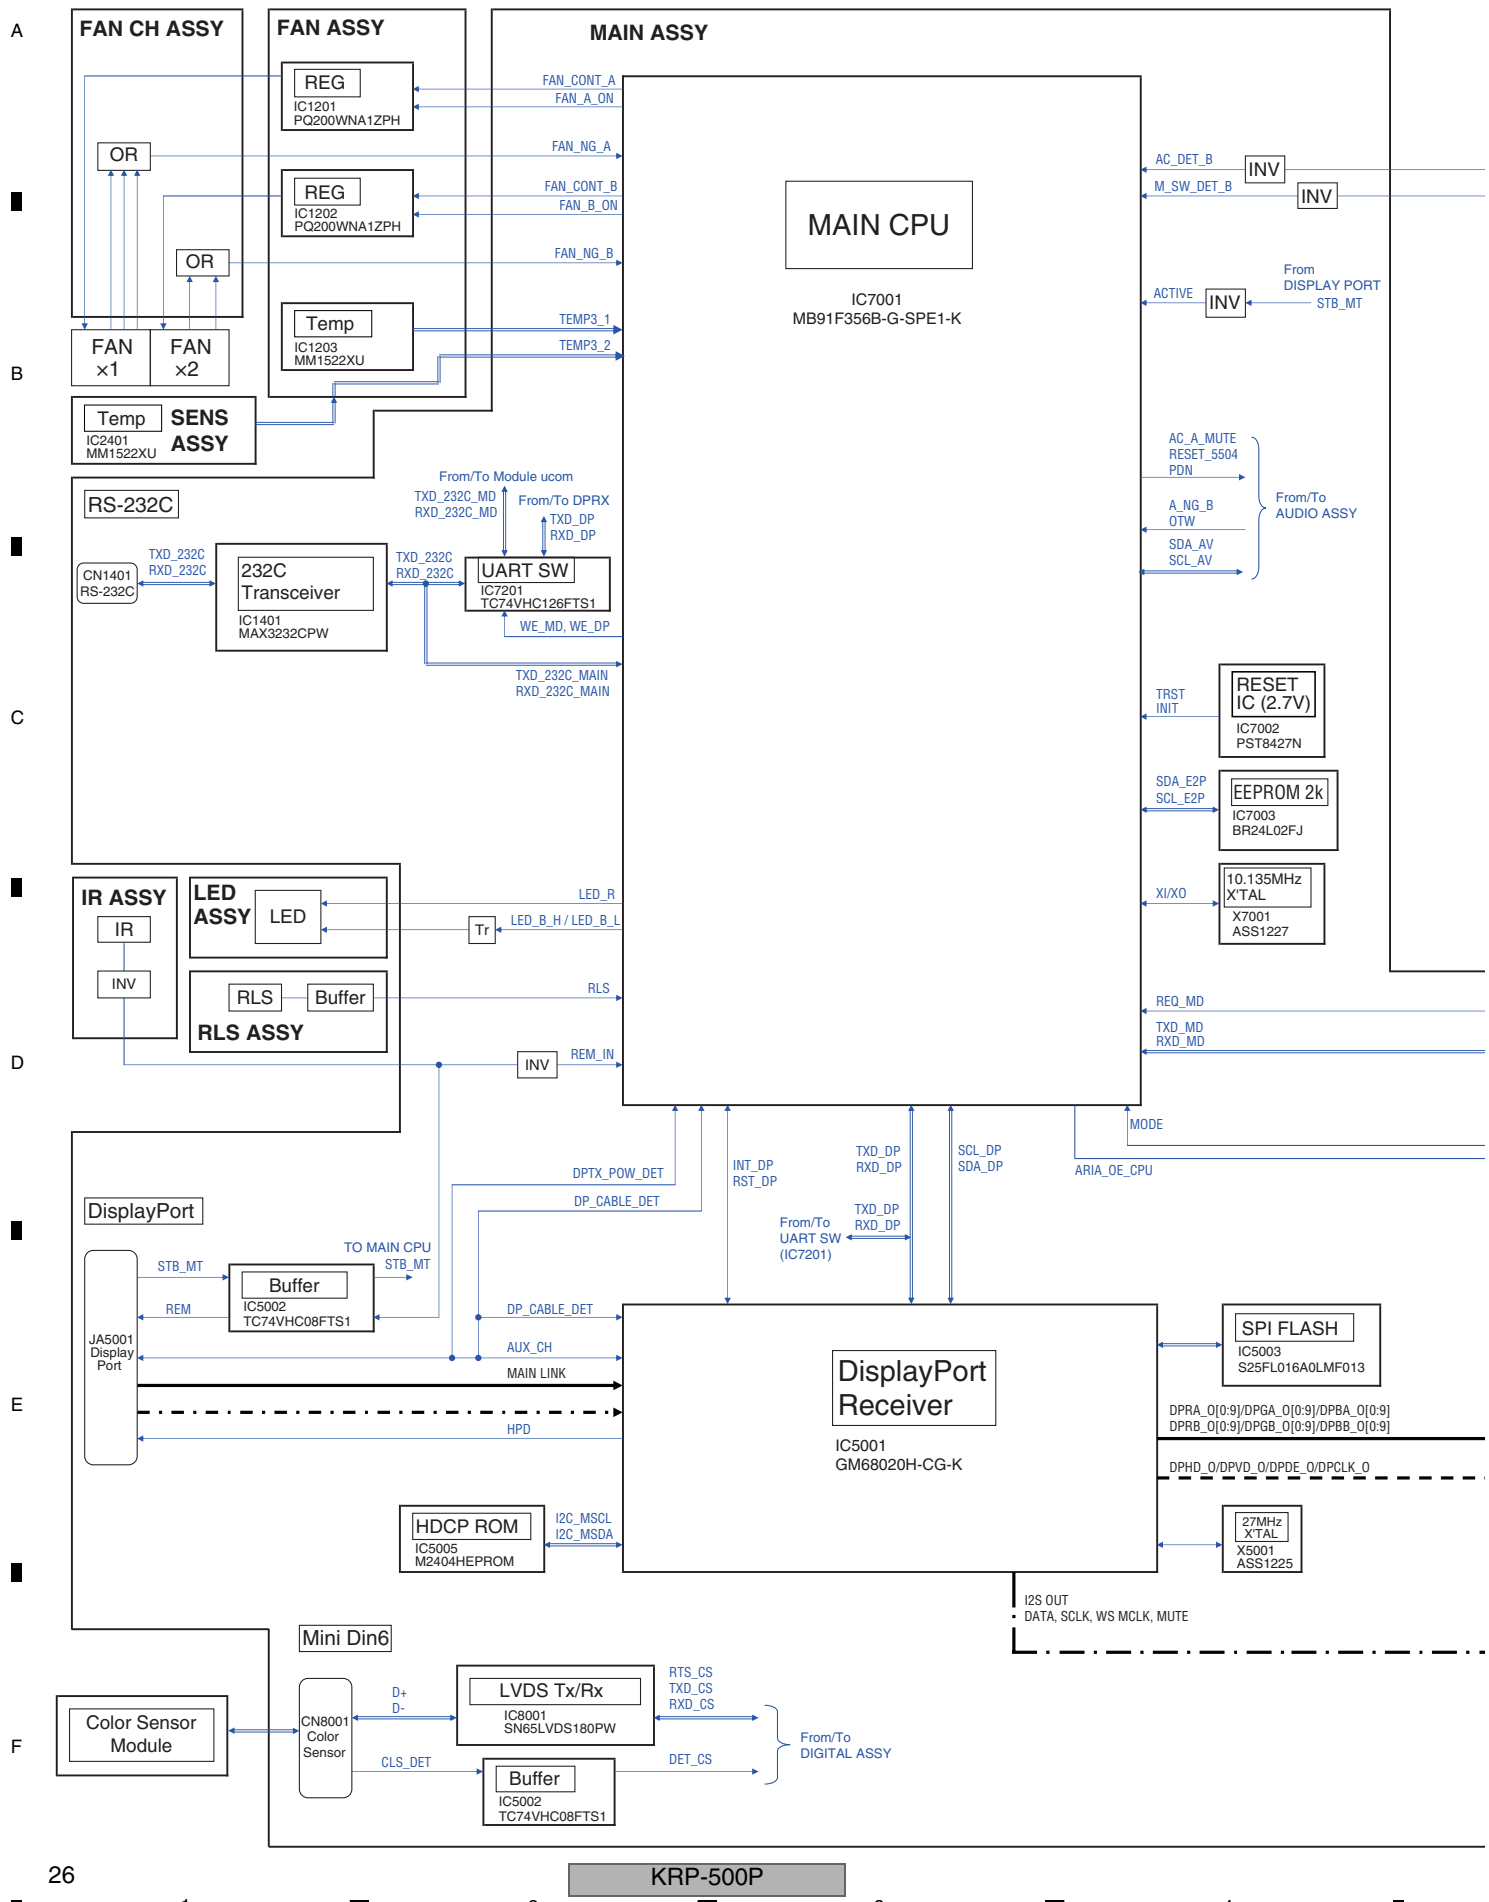 A
FAN CH ASSY
FAN ASSY
MAIN ASSY
REG
IC1201
PQ200WNA1ZPH
FAN_CONT_A
FAN_A_ON
OR
FAN_NG_A
REG
IC1202
PQ200WNA1ZPH
FAN_CONT_B
FAN_B_ON
OR
FAN_NG_B
MAIN CPU
IC7001
MB91F356B-G-SPE1-K
AC_DET_B
INV
M_SW_DET_B
INV
From
DISPLAY PORT
ACTIVE
INV
STB_MT
Temp
IC1203
MM1522XU
TEMP3_1
TEMP3_2
FAN
×1
FAN
×2
B
Temp
IC2401
MM1522XU
SENS
ASSY
AC_A_MUTE
RESET_5504
PDN
A_NG_B
OTW
SDA_AV
SCL_AV
From/To
AUDIO ASSY
RS-232C
From/To Module ucom
TXD_232C_MD
RXD_232C_MD
From/To DPRX
TXD_DP
RXD_DP
CN1401
RS-232C
TXD_232C
RXD_232C
232C
Transceiver
IC1401
MAX3232CPW
TXD_232C
RXD_232C
UART SW
IC7201
TC74VHC126FTS1
WE_MD, WE_DP
TXD_232C_MAIN
RXD_232C_MAIN
C
TRST
INIT
RESET
IC (2.7V)
IC7002
PST8427N
SDA_E2P
SCL_E2P
EEPROM 2k
IC7003
BR24L02FJ
XI/XO
10.135MHz
X'TAL
X7001
ASS1227
IR ASSY
IR
INV
LED
ASSY
LED
LED_R
Tr
LED_B_H / LED_B_L
RLS
Buffer
RLS ASSY
RLS
D
INV
REM_IN
REQ_MD
TXD_MD
RXD_MD
MODE
ARIA_OE_CPU
DPTX_POW_DET
DP_CABLE_DET
INT_DP
RST_DP
TXD_DP
RXD_DP
SCL_DP
SDA_DP
From/To
UART SW
(IC7201)
TXD_DP
RXD_DP
DisplayPort
JA5001
Display
Port
STB_MT
REM
Buffer
IC5002
TC74VHC08FTS1
TO MAIN CPU
STB_MT
DP_CABLE_DET
AUX_CH
MAIN LINK
HPD
E
DisplayPort
Receiver
IC5001
GM68020H-CG-K
SPI FLASH
IC5003
S25FL016A0LMF013
DPRA_O[0:9]/DPGA_O[0:9]/DPBA_O[0:9]
DPRB_O[0:9]/DPGB_O[0:9]/DPBB_O[0:9]
DPHD_O/DPVD_O/DPDE_O/DPCLK_O
HDCP ROM
IC5005
M2404HEPROM
I2C_MSCL
I2C_MSDA
27MHz
X'TAL
X5001
ASS1225
I2S OUT
DATA, SCLK, WS MCLK, MUTE
Mini Din6
Color Sensor
Module
CN8001
Color
Sensor
D+
D-
LVDS Tx/Rx
IC8001
SN65LVDS180PW
RTS_CS
TXD_CS
RXD_CS
CLS_DET
Buffer
IC5002
TC74VHC08FTS1
DET_CS
From/To
DIGITAL ASSY
F
26
KRP-500P